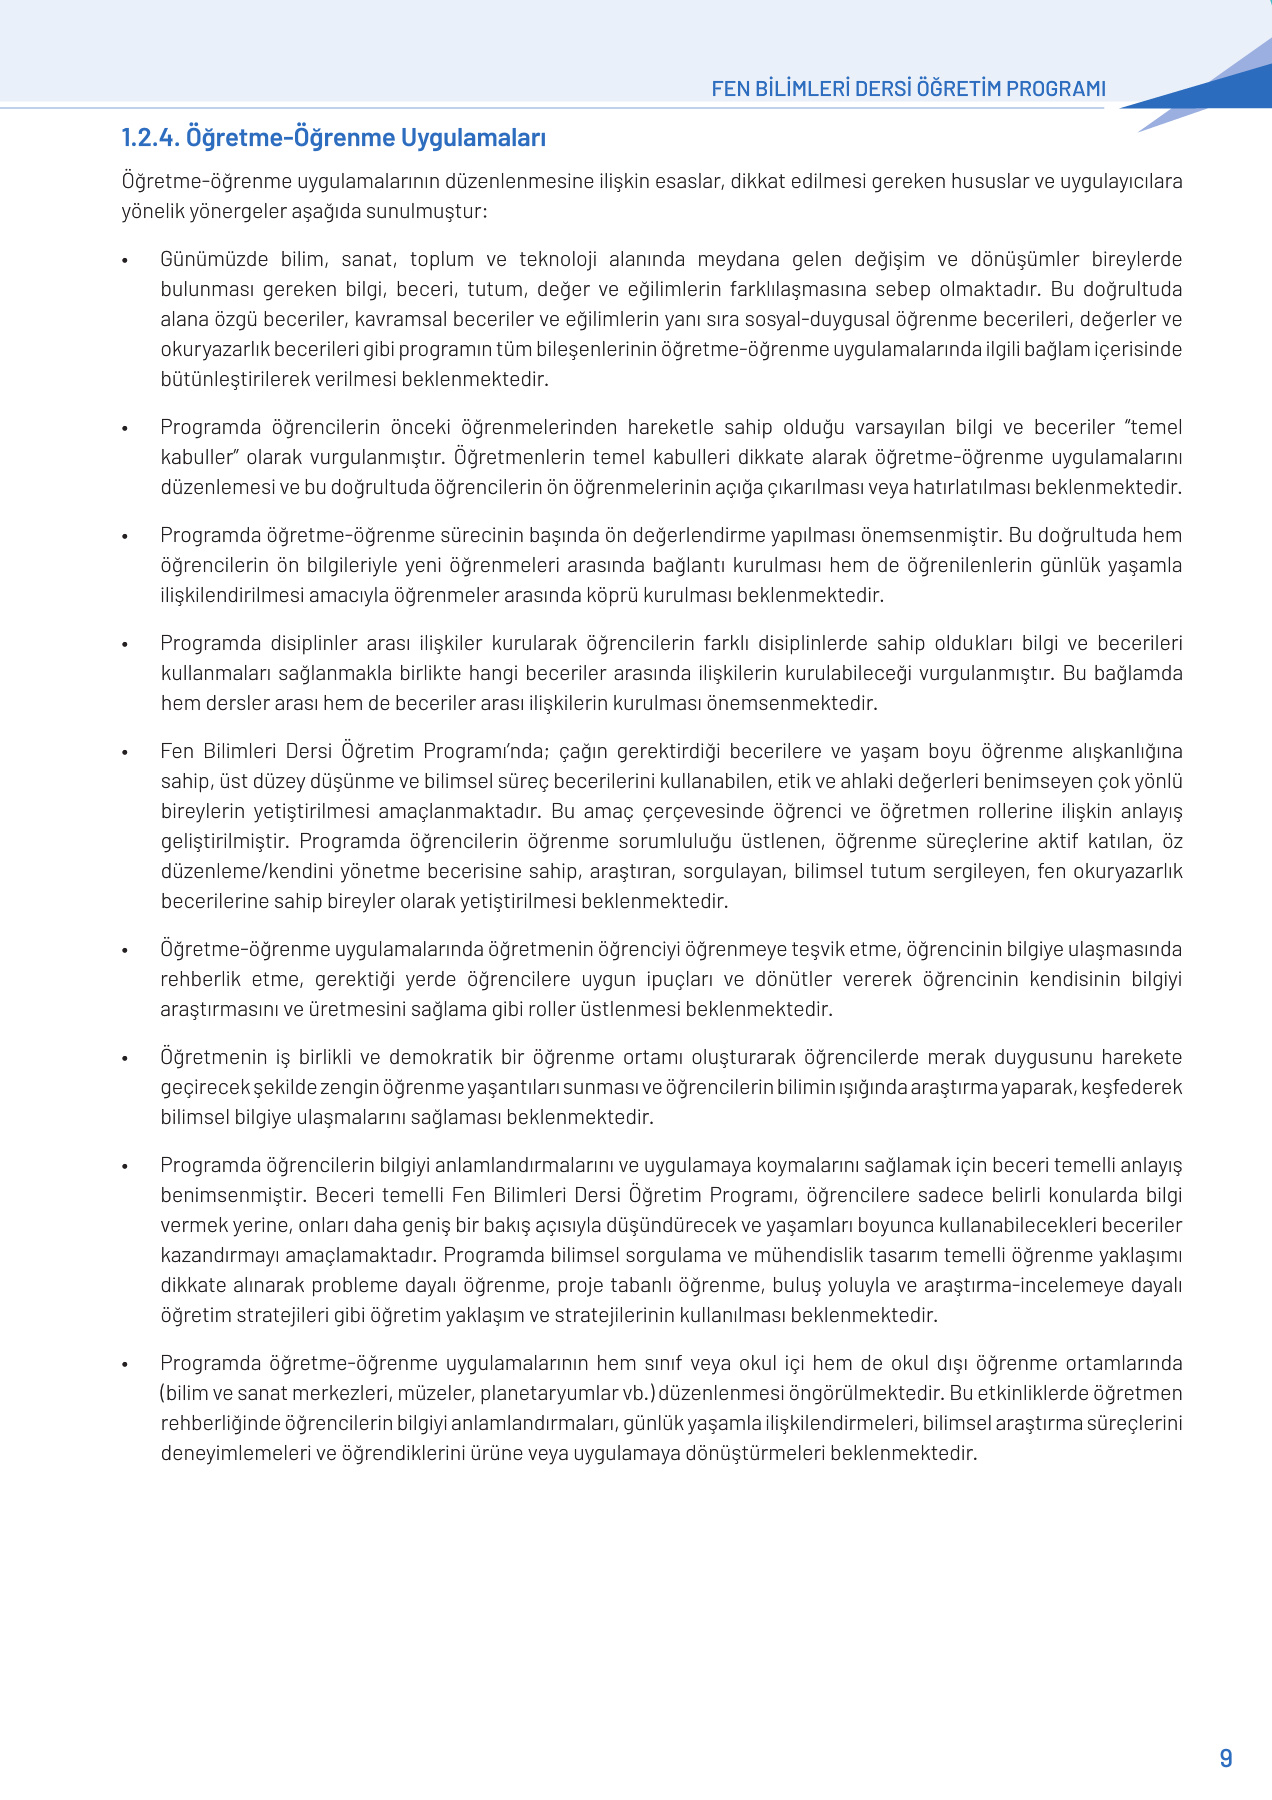 FEN BİLİMLERİ DERSİ ÖĞRETİM PROGRAMI
1.2.4. Öğretme-Öğrenme Uygulamaları
Öğretme-öğrenme uygulamalarının düzenlenmesine ilişkin esaslar, dikkat edilmesi gereken hususlar ve uygulayıcılara
yönelik yönergeler aşağıda sunulmuştur:
• Günümüzde bilim, sanat, toplum ve teknoloji alanında meydana gelen değişim ve dönüşümler bireylerde
bulunması gereken bilgi, beceri, tutum, değer ve eğilimlerin farklılaşmasına sebep olmaktadır. Bu doğrultuda
alana özgü beceriler, kavramsal beceriler ve eğilimlerin yanı sıra sosyal-duygusal öğrenme becerileri, değerler ve
okuryazarlık becerileri gibi programın tüm bileşenlerinin öğretme-öğrenme uygulamalarında ilgili bağlam içerisinde
bütünleştirilerek verilmesi beklenmektedir.
• Programda öğrencilerin önceki öğrenmelerinden hareketle sahip olduğu varsayılan bilgi ve beceriler “temel
kabuller” olarak vurgulanmıştır. Öğretmenlerin temel kabulleri dikkate alarak öğretme-öğrenme uygulamalarını
düzenlemesi ve bu doğrultuda öğrencilerin ön öğrenmelerinin açığa çıkarılması veya hatırlatılması beklenmektedir.
• Programda öğretme-öğrenme sürecinin başında ön değerlendirme yapılması önemsenmiştir. Bu doğrultuda hem
öğrencilerin ön bilgileriyle yeni öğrenmeleri arasında bağlantı kurulması hem de öğrenilenlerin günlük yaşamla
ilişkilendirilmesi amacıyla öğrenmeler arasında köprü kurulması beklenmektedir.
• Programda disiplinler arası ilişkiler kurularak öğrencilerin farklı disiplinlerde sahip oldukları bilgi ve becerileri
kullanmaları sağlanmakla birlikte hangi beceriler arasında ilişkilerin kurulabileceği vurgulanmıştır. Bu bağlamda
hem dersler arası hem de beceriler arası ilişkilerin kurulması önemsenmektedir.
• Fen Bilimleri Dersi Öğretim Programı’nda; çağın gerektirdiği becerilere ve yaşam boyu öğrenme alışkanlığına
sahip, üst düzey düşünme ve bilimsel süreç becerilerini kullanabilen, etik ve ahlaki değerleri benimseyen çok yönlü
bireylerin yetiştirilmesi amaçlanmaktadır. Bu amaç çerçevesinde öğrenci ve öğretmen rollerine ilişkin anlayış
geliştirilmiştir. Programda öğrencilerin öğrenme sorumluluğu üstlenen, öğrenme süreçlerine aktif katılan, öz
düzenleme/kendini yönetme becerisine sahip, araştıran, sorgulayan, bilimsel tutum sergileyen, fen okuryazarlık
becerilerine sahip bireyler olarak yetiştirilmesi beklenmektedir.
• Öğretme-öğrenme uygulamalarında öğretmenin öğrenciyi öğrenmeye teşvik etme, öğrencinin bilgiye ulaşmasında
rehberlik etme, gerektiği yerde öğrencilere uygun ipuçları ve dönütler vererek öğrencinin kendisinin bilgiyi
araştırmasını ve üretmesini sağlama gibi roller üstlenmesi beklenmektedir.
• Öğretmenin iş birlikli ve demokratik bir öğrenme ortamı oluşturarak öğrencilerde merak duygusunu harekete
geçirecek şekilde zengin öğrenme yaşantıları sunması ve öğrencilerin bilimin ışığında araştırma yaparak, keşfederek
bilimsel bilgiye ulaşmalarını sağlaması beklenmektedir.
• Programda öğrencilerin bilgiyi anlamlandırmalarını ve uygulamaya koymalarını sağlamak için beceri temelli anlayış
benimsenmiştir. Beceri temelli Fen Bilimleri Dersi Öğretim Programı, öğrencilere sadece belirli konularda bilgi
vermek yerine, onları daha geniş bir bakış açısıyla düşündürecek ve yaşamları boyunca kullanabilecekleri beceriler
kazandırmayı amaçlamaktadır. Programda bilimsel sorgulama ve mühendislik tasarım temelli öğrenme yaklaşımı
dikkate alınarak probleme dayalı öğrenme, proje tabanlı öğrenme, buluş yoluyla ve araştırma-incelemeye dayalı
öğretim stratejileri gibi öğretim yaklaşım ve stratejilerinin kullanılması beklenmektedir.
• Programda öğretme-öğrenme uygulamalarının hem sınıf veya okul içi hem de okul dışı öğrenme ortamlarında
(bilim ve sanat merkezleri, müzeler, planetaryumlar vb.) düzenlenmesi öngörülmektedir. Bu etkinliklerde öğretmen
rehberliğinde öğrencilerin bilgiyi anlamlandırmaları, günlük yaşamla ilişkilendirmeleri, bilimsel araştırma süreçlerini
deneyimlemeleri ve öğrendiklerini ürüne veya uygulamaya dönüştürmeleri beklenmektedir.
9